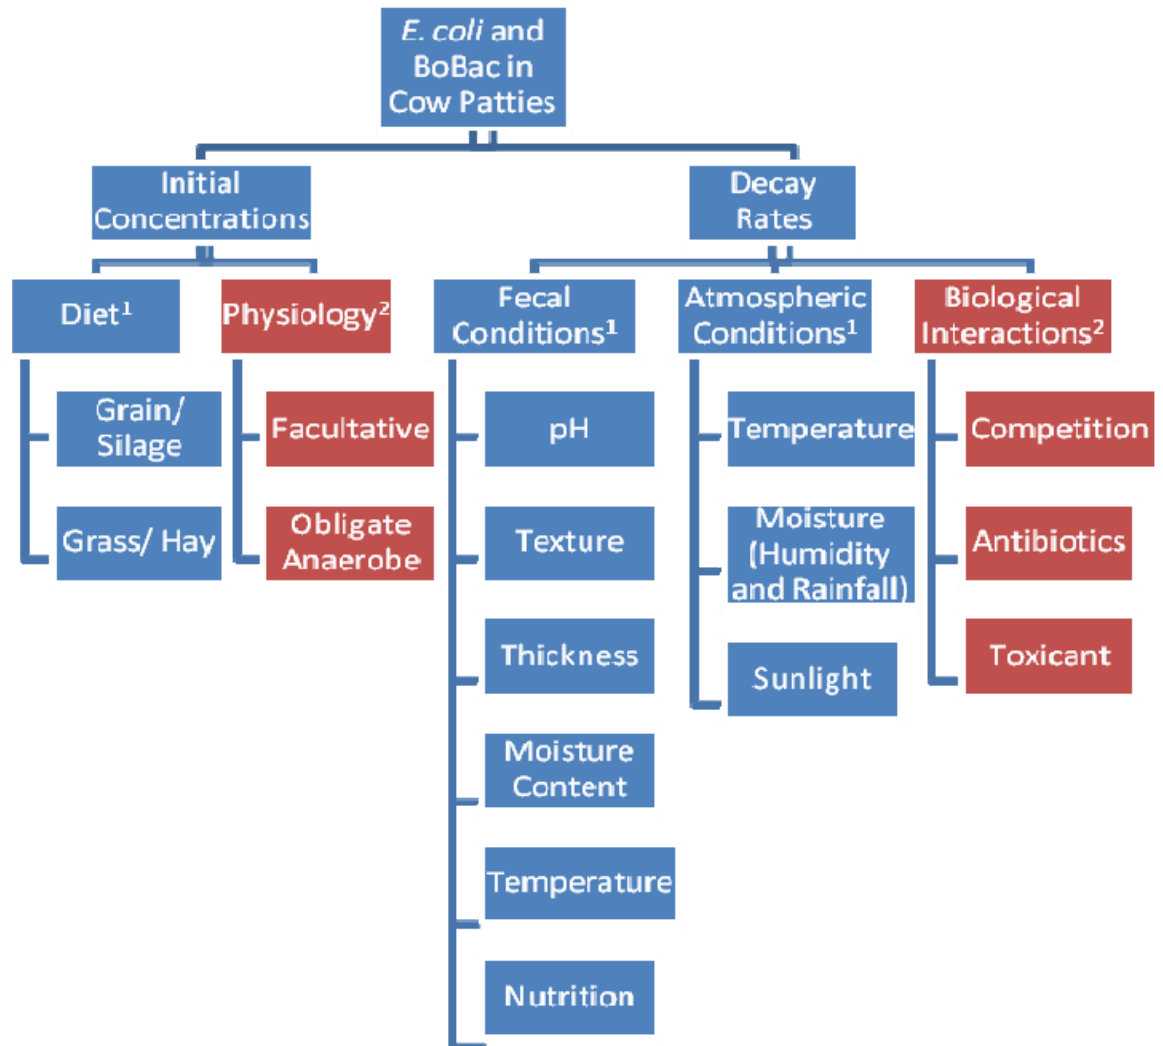 E. coli and
BoBac in
Cow Patties
Initial
Concentrations
Decay
Rates
Diet¹
Physiology²
Fecal
Conditions¹
Atmospheric
Conditions¹
Biological
Interactions²
Grain/
Silage
Grass/ Hay
Facultative
Obligate
Anaerobe
pH
Texture
Thickness
Moisture
Content
Temperature
Nutrition
Temperature
Moisture
(Humidity
and Rainfall)
Sunlight
Competition
Antibiotics
Toxicant